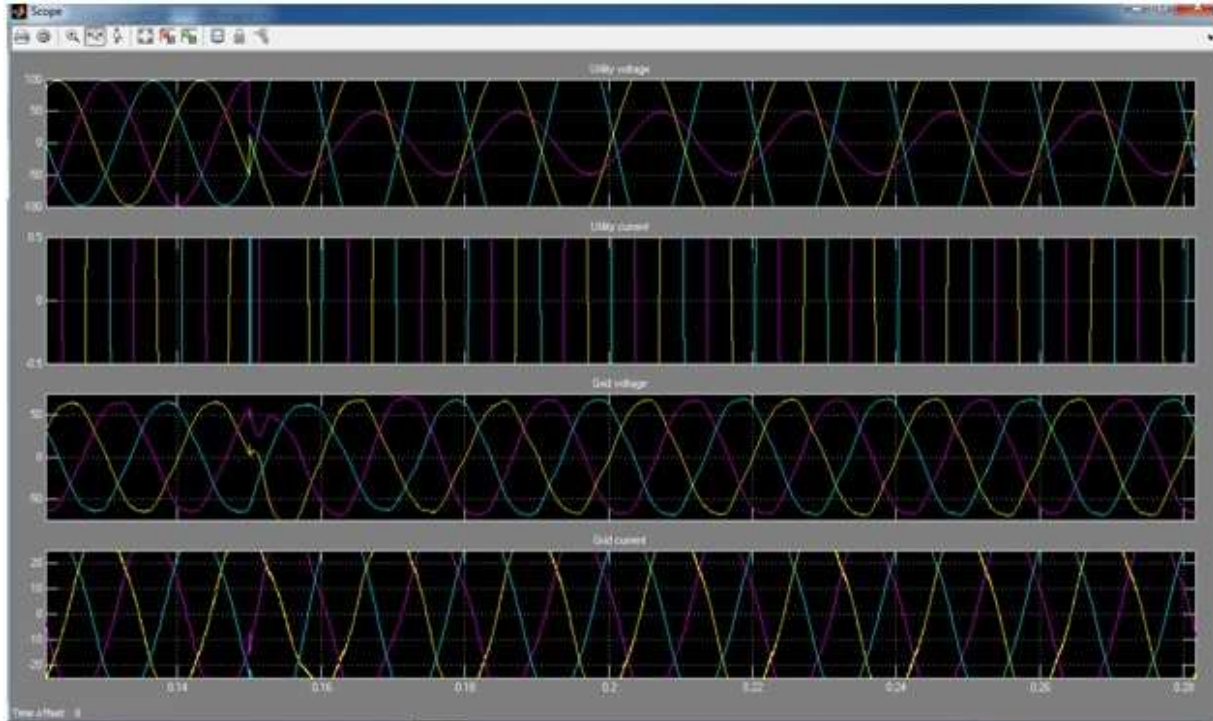 Scope
Utility voltage
100
50
0
-50
-100
Utility current
0.5
0
-0.5
Grid voltage
50
0
-50
Grid current
20
10
0
-10
-20
0.14 0.16 0.18 0.2 0.22 0.24 0.26 0.28
Time offset: 0